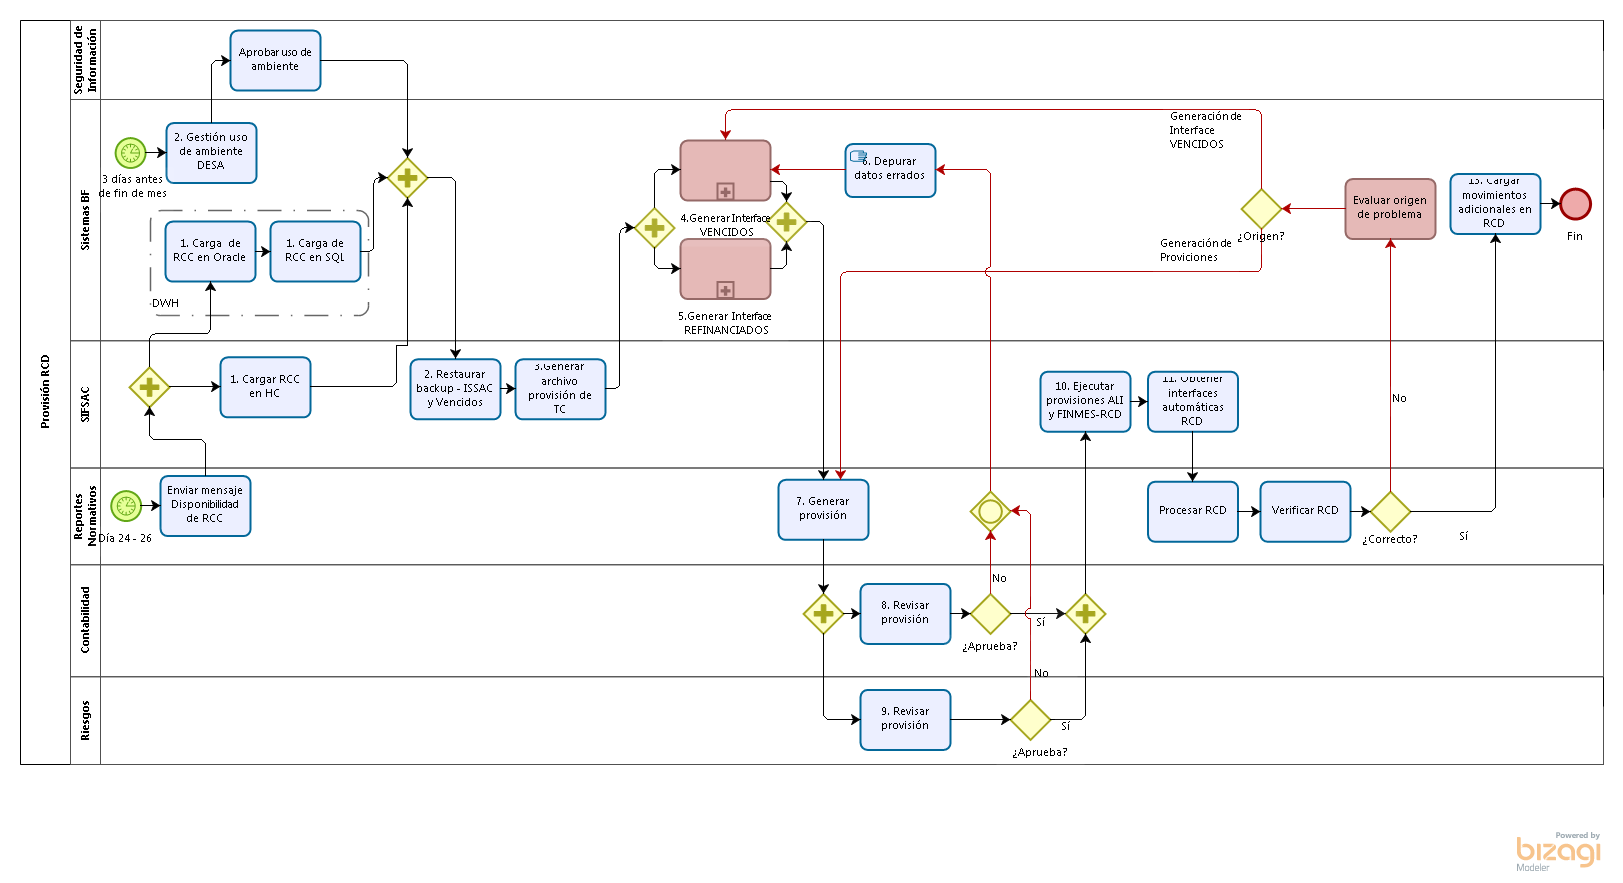 Provisión RCD
Seguridad de
Información
Aprobar uso de
ambiente
Sistemas BF
3 días antes
de fin de mes
2. Gestión uso
de ambiente
DESA
1. Carga de
RCC en Oracle
1. Carga de
RCC en SQL
DWH
4.Generar Interface
VENCIDOS
5.Generar Interface
REFINANCIADOS
6. Depurar
datos errados
Generación de
Interface
VENCIDOS
¿Origen?
Generación de
Proviciones
Evaluar origen
de problema
13. Cargar
movimientos
adicionales en
RCD
Fin
SIFSAC
1. Cargar RCC
en HC
2. Restaurar
backup - ISSAC
y Vencidos
3.Generar
archivo
provisión de
TC
10. Ejecutar
provisiones ALI
y FINMES-RCD
11. Obtener
interfaces
automáticas
RCD
No
Reportes
Normativos
Día 24 - 26
Enviar mensaje
Disponibilidad
de RCC
7. Generar
provisión
Procesar RCD
Verificar RCD
¿Correcto?
Sí
Contabilidad
8. Revisar
provisión
No
¿Aprueba?
Sí
Riesgos
9. Revisar
provisión
No
¿Aprueba?
Sí
Powered by
bizagi
Modeler